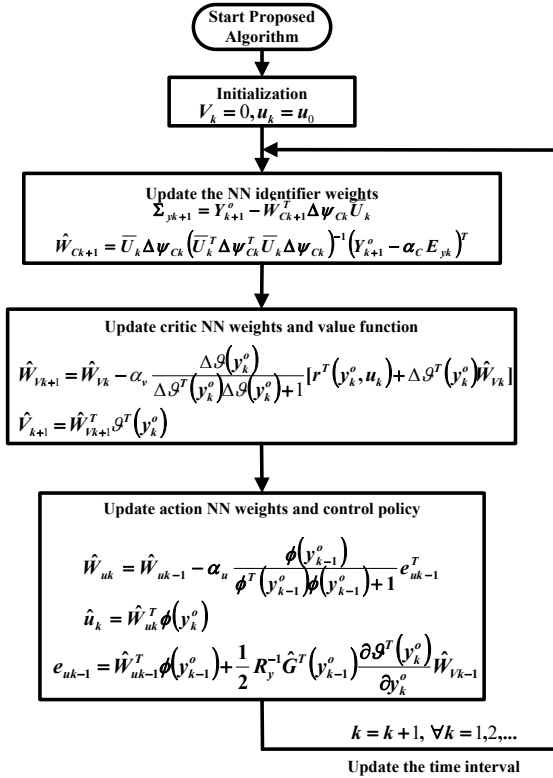 Start Proposed
Algorithm
Initialization
V_k = 0, u_k = u_0
Update the NN identifier weights
Σ_{yk+1} = Y^o_{k+1} − Ŵ^T_{Ck+1} Δψ_{Ck} Ū_k
Ŵ_{Ck+1} = Ū_k Δψ_{Ck} (Ū^T_k Δψ^T_{Ck} Ū_k Δψ_{Ck})^{-1} (Y^o_{k+1} − α_C E_{yk})^T
Update critic NN weights and value function
Ŵ_{Vk+1} = Ŵ_{Vk} − α_v \frac{Δϑ(y^o_k)}{Δϑ^T(y^o_k)Δϑ(y^o_k)+1} [r^T(y^o_k, u_k) + Δϑ^T(y^o_k)Ŵ_{Vk}]
V̂_{k+1} = Ŵ^T_{Vk+1} ϑ^T(y^o_k)
Update action NN weights and control policy
Ŵ_{uk} = Ŵ_{uk−1} − α_u \frac{ϕ(y^o_{k−1})}{ϕ^T(y^o_{k−1})ϕ(y^o_{k−1})+1} e^T_{uk−1}
û_k = Ŵ^T_{uk} ϕ(y^o_k)
e_{uk−1} = Ŵ^T_{uk−1} ϕ(y^o_{k−1}) + \frac{1}{2} R^{-1}_y Ĝ^T(y^o_{k−1}) \frac{∂ϑ^T(y^o_k)}{∂y^o_k} Ŵ_{Vk−1}
k = k + 1, ∀k = 1,2,...
Update the time interval